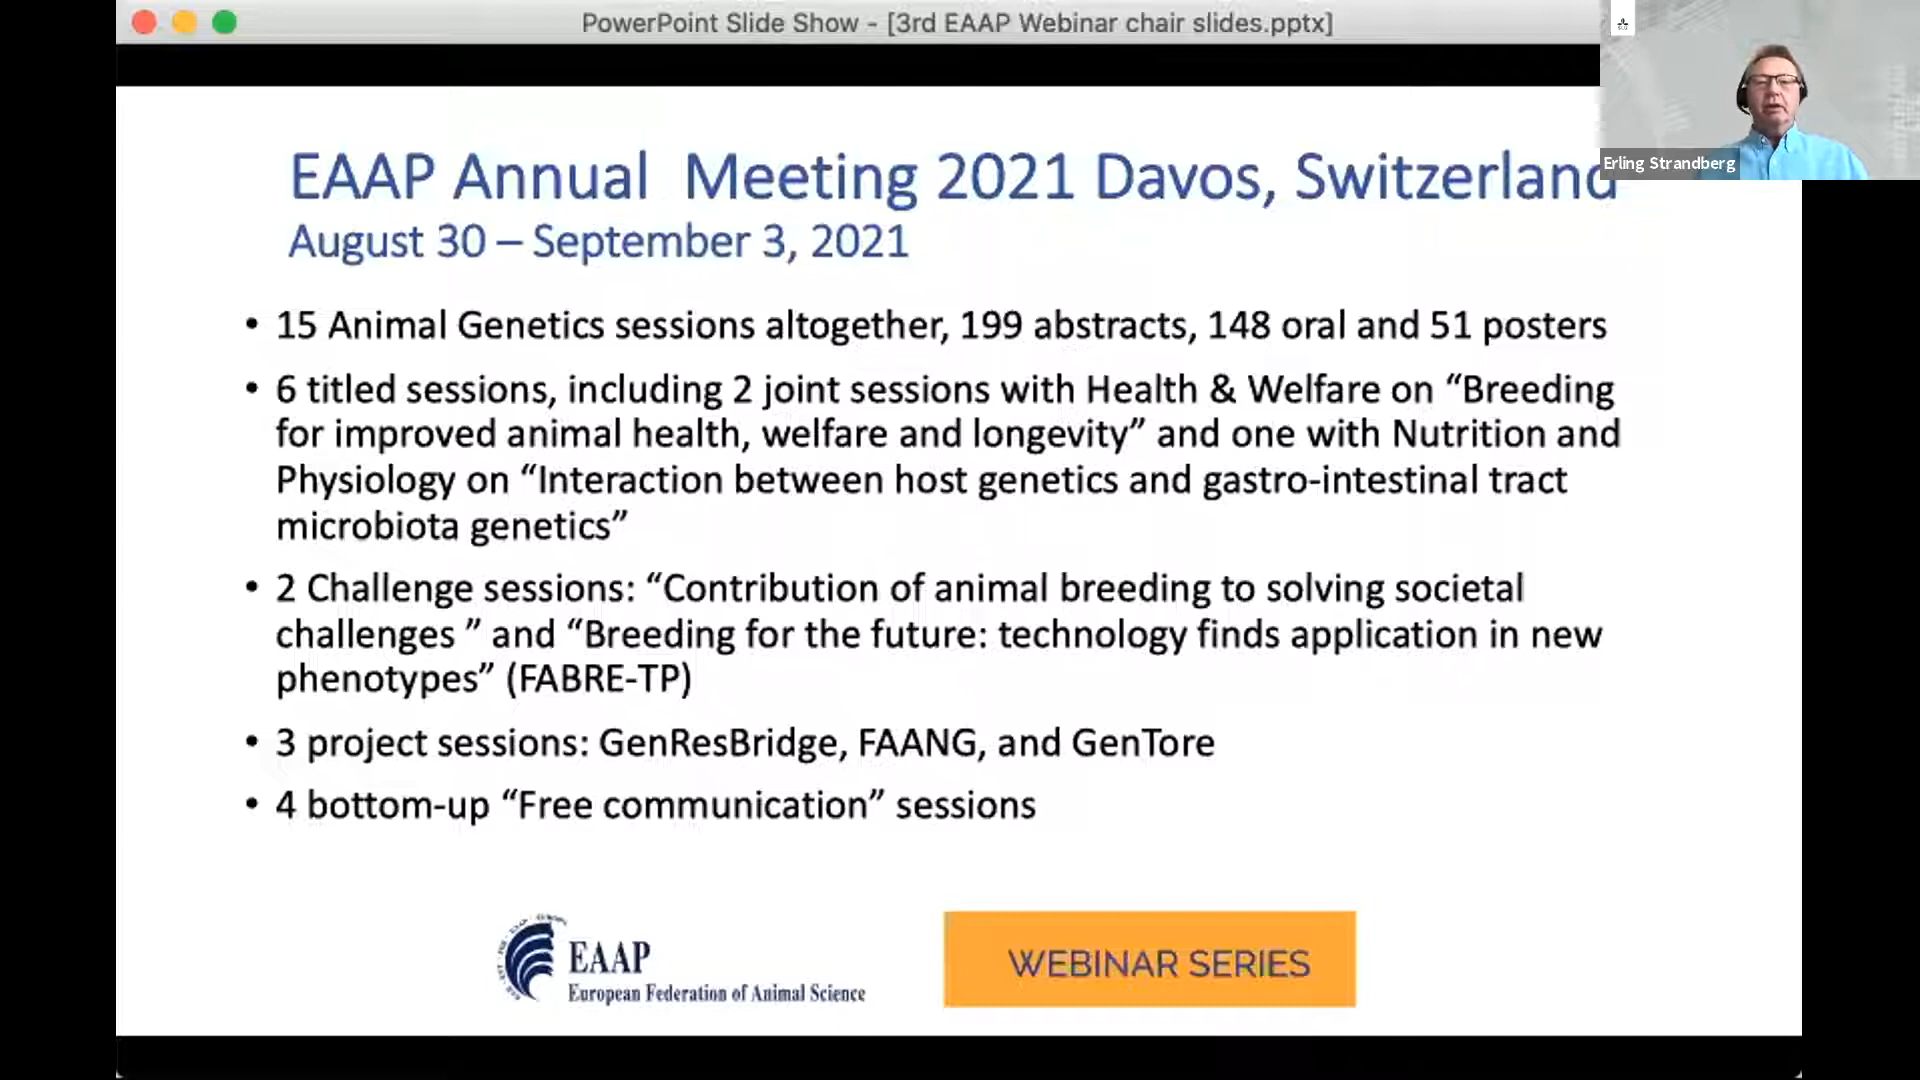 PowerPoint Slide Show - [3rd EAAP Webinar chair slides.pptx]
Erling Strandberg
EAAP Annual  Meeting 2021 Davos, Switzerland
August 30 – September 3, 2021
• 15 Animal Genetics sessions altogether, 199 abstracts, 148 oral and 51 posters
• 6 titled sessions, including 2 joint sessions with Health & Welfare on “Breeding
for improved animal health, welfare and longevity” and one with Nutrition and
Physiology on “Interaction between host genetics and gastro-intestinal tract
microbiota genetics”
• 2 Challenge sessions: “Contribution of animal breeding to solving societal
challenges ” and “Breeding for the future: technology finds application in new
phenotypes” (FABRE-TP)
• 3 project sessions: GenResBridge, FAANG, and GenTore
• 4 bottom-up “Free communication” sessions
EAAP
European Federation of Animal Science
WEBINAR SERIES